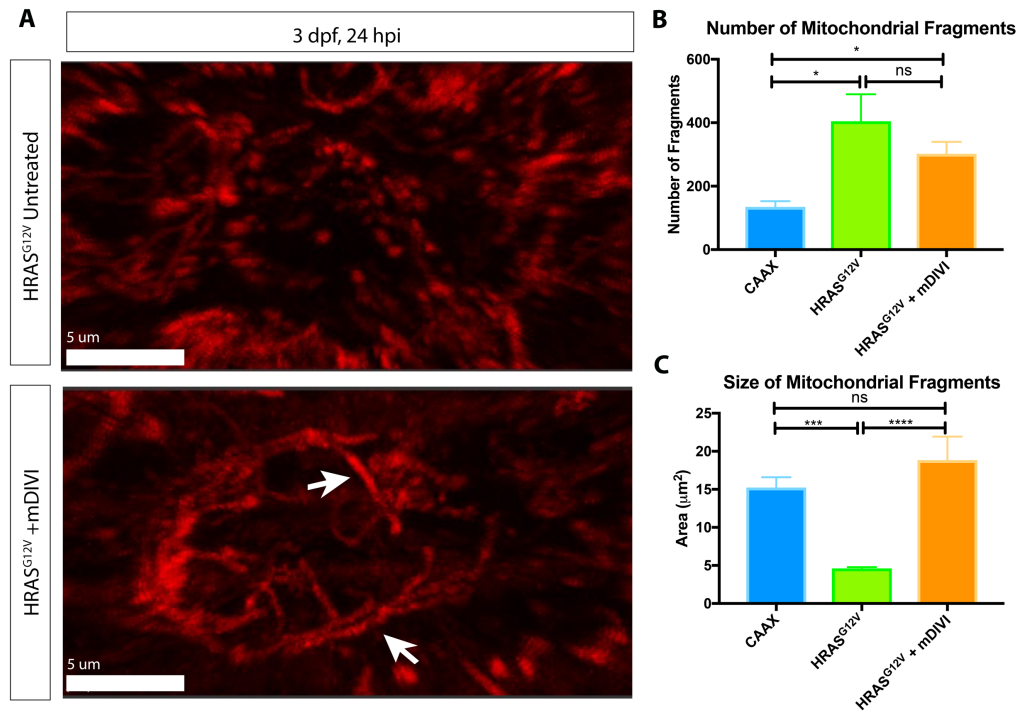 A
3 dpf, 24 hpi
HRASG12V Untreated
5 um
HRASG12V +mDIVI
5 um
B
Number of Mitochondrial Fragments
*
*
ns
600
400
200
0
Number of Fragments
CAAX
HRASG12V
HRASG12V + mDIVI
C
Size of Mitochondrial Fragments
ns
***
****
25
20
15
10
5
0
Area (μm2)
CAAX
HRASG12V
HRASG12V + mDIVI